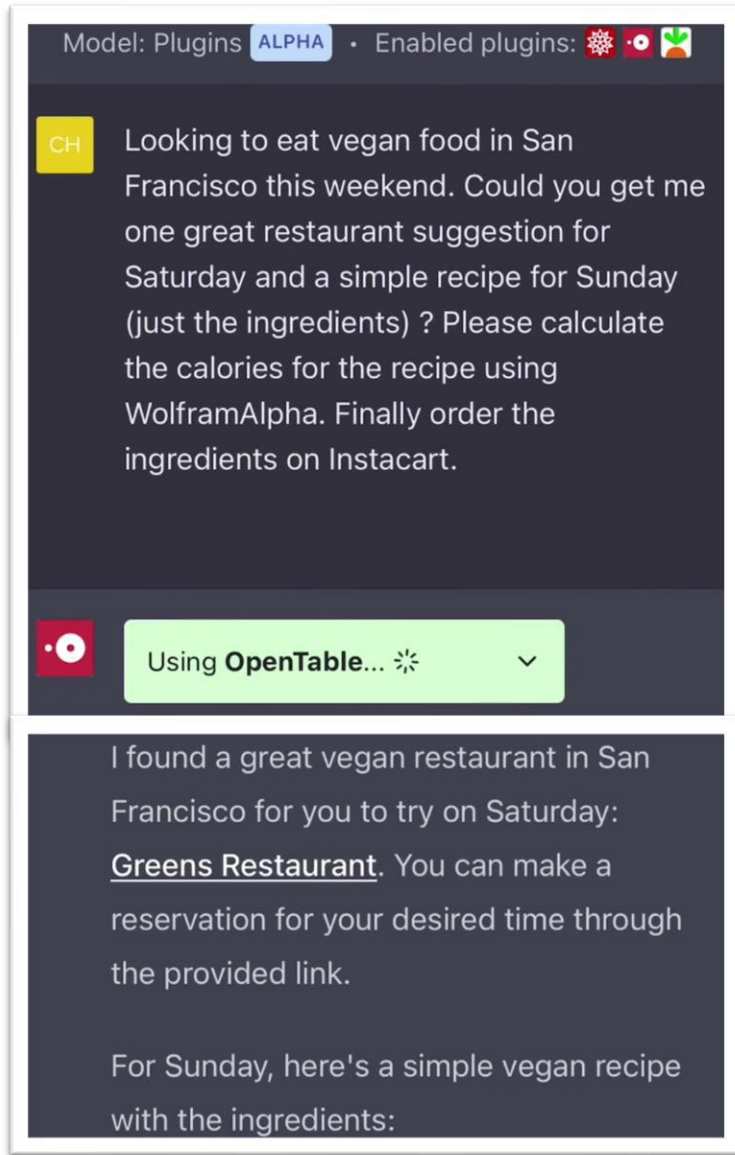 Model: Plugins ALPHA • Enabled plugins:
CH
Looking to eat vegan food in San
Francisco this weekend. Could you get me
one great restaurant suggestion for
Saturday and a simple recipe for Sunday
(just the ingredients) ? Please calculate
the calories for the recipe using
WolframAlpha. Finally order the
ingredients on Instacart.
Using OpenTable...
I found a great vegan restaurant in San
Francisco for you to try on Saturday:
Greens Restaurant. You can make a
reservation for your desired time through
the provided link.
For Sunday, here's a simple vegan recipe
with the ingredients: